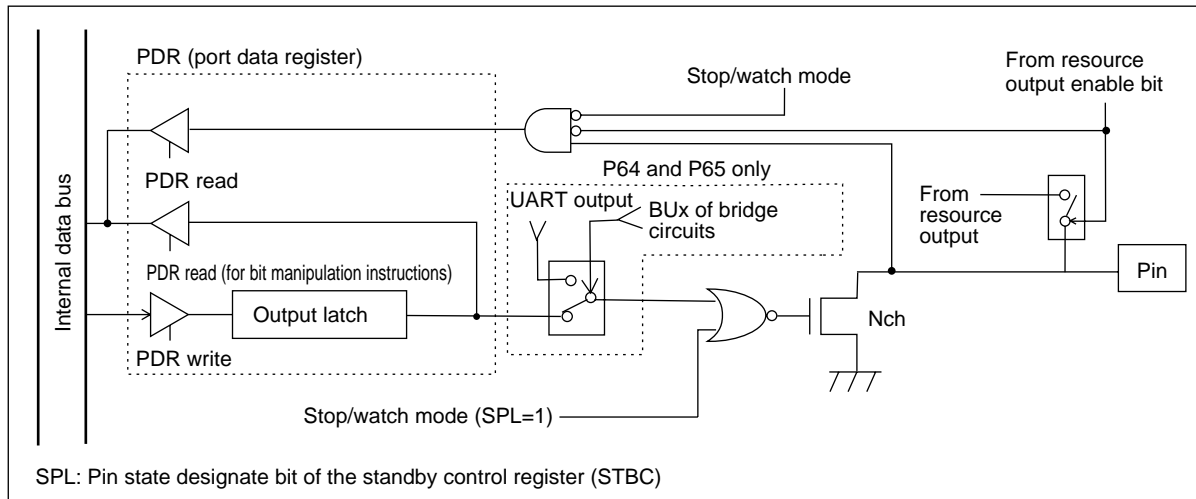 PDR (port data register)
Stop/watch mode
From resource
output enable bit
Internal data bus
PDR read
P64 and P65 only
UART output
BUx of bridge
circuits
From
resource
output
Pin
PDR read (for bit manipulation instructions)
Output latch
Nch
PDR write
Stop/watch mode (SPL=1)
SPL: Pin state designate bit of the standby control register (STBC)